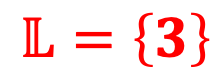 𝕃 = {3}